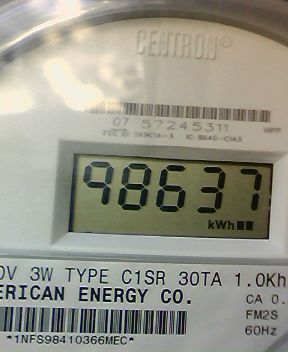 CENTRON®
07 57245311 HPP
98637
kWh
0V 3W TYPE C1SR 30TA 1.0Kh
ERICAN ENERGY CO. CA 0.
FM2S
60Hz
*1NFS98410366MEC*